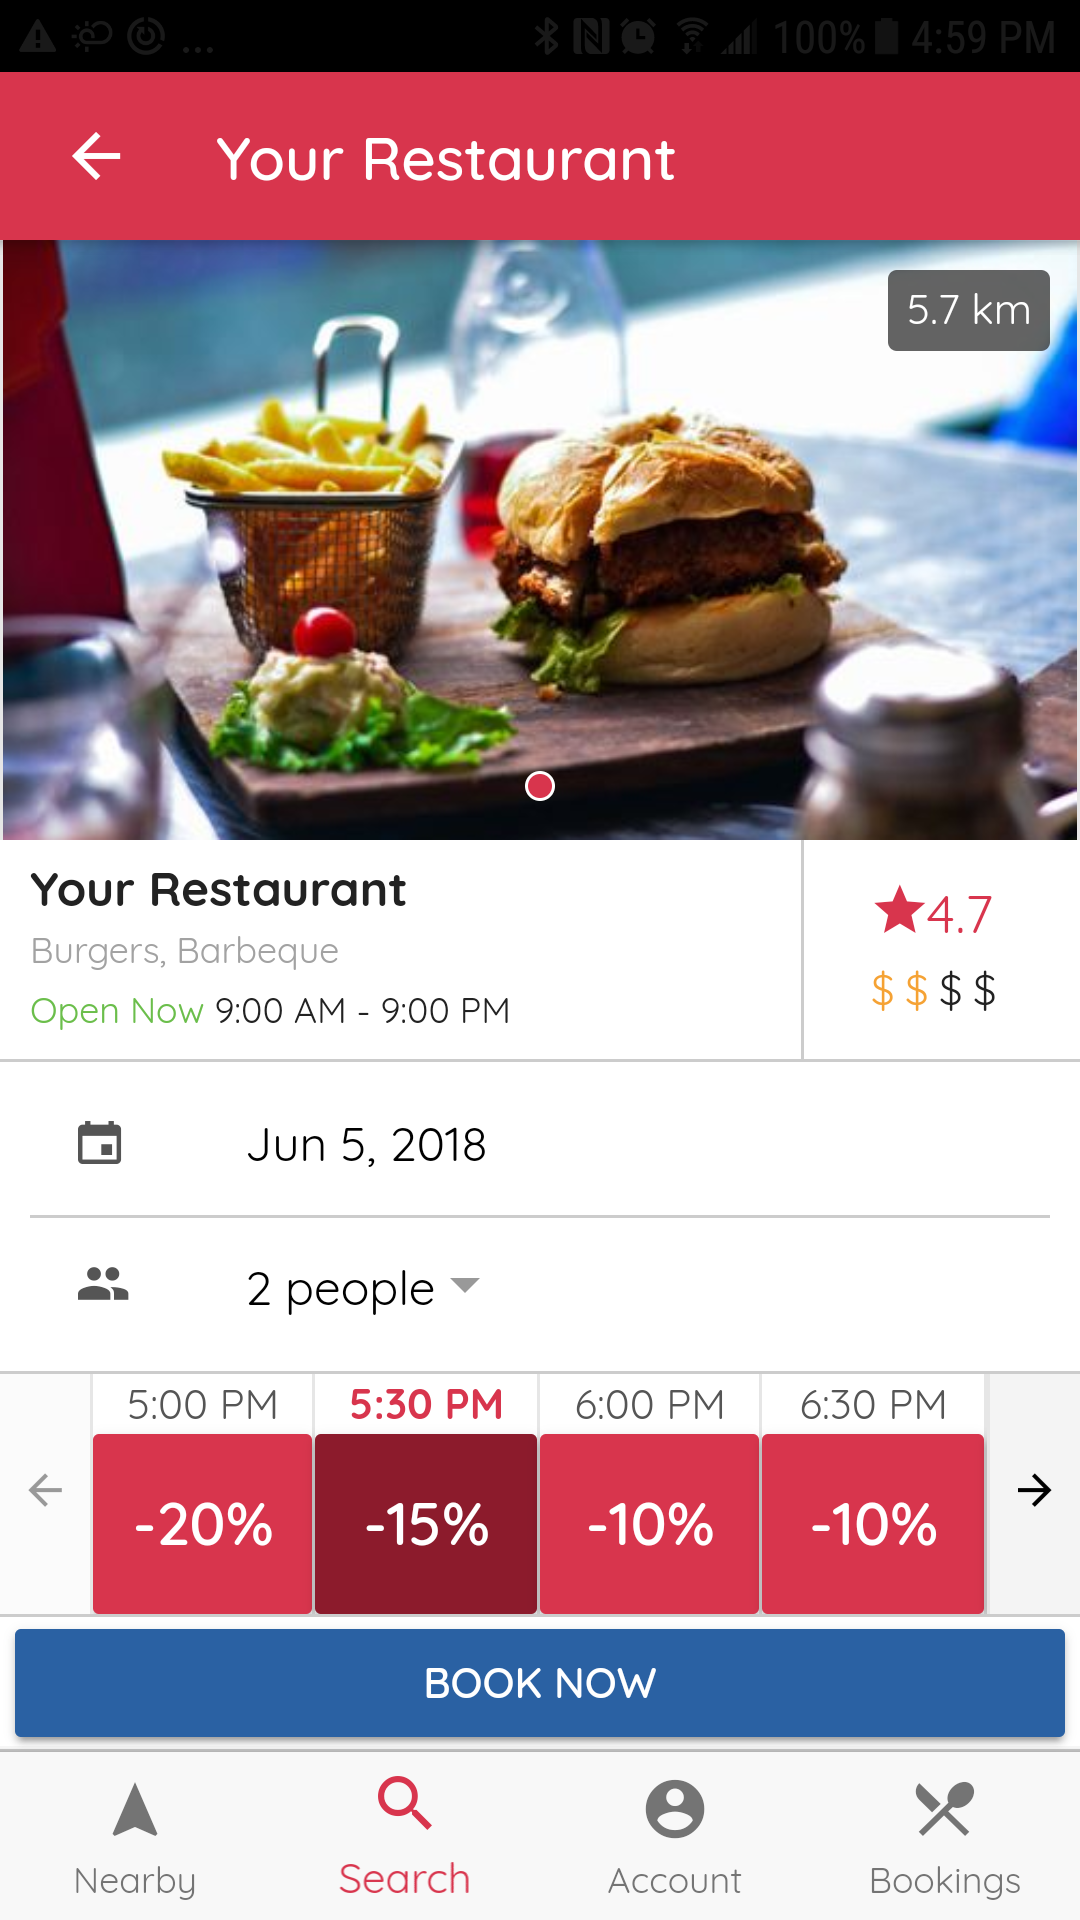 ... 100% 4:59 PM
Your Restaurant
5.7 km
Your Restaurant
4.7
Burgers, Barbeque
$ $ $ $
Open Now 9:00 AM - 9:00 PM
Jun 5, 2018
2 people
5:00 PM 5:30 PM 6:00 PM 6:30 PM
-20% -15% -10% -10%
BOOK NOW
Nearby Search Account Bookings